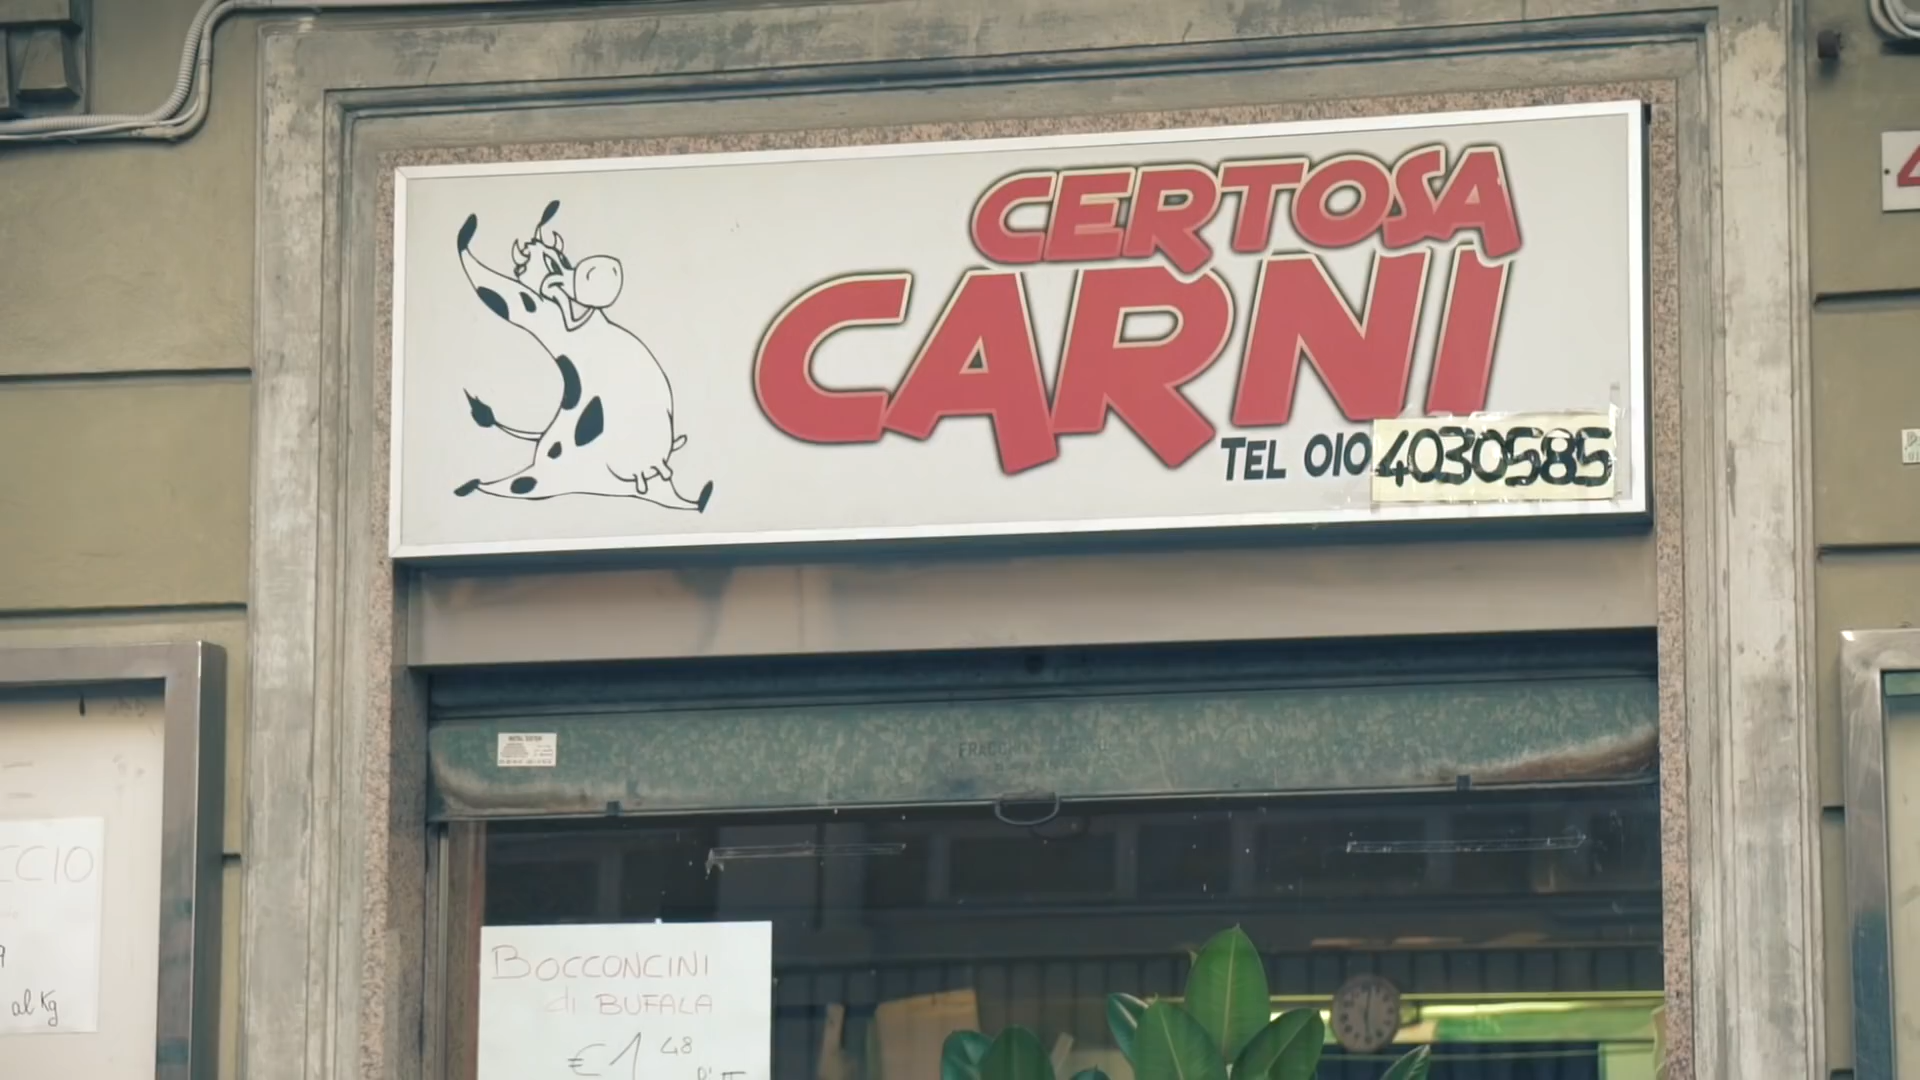 CERTOSA
CARNI
TEL 010 4030585
BOCCONCINI
di BUFALA
€1 48
CCIO
al Kg